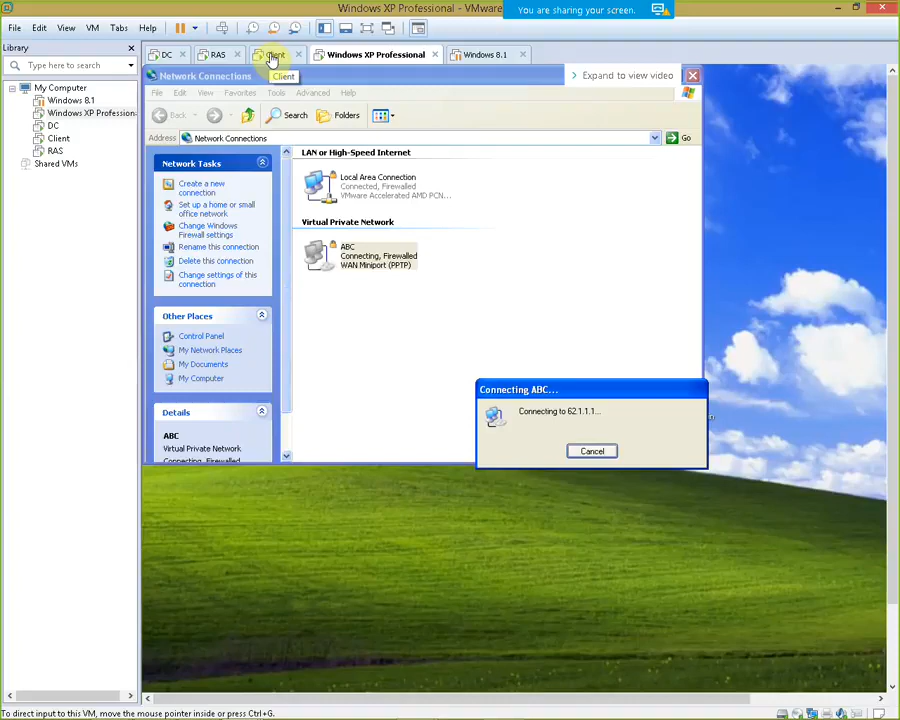 Windows XP Professional - VMware
You are sharing your screen.
File Edit View VM Tabs Help
Library
Type here to search
My Computer
Windows 8.1
Windows XP Profession
DC
Client
RAS
Shared VMs
DC RAS Client Windows XP Professional Windows 8.1
Client
Network Connections
Expand to view video
File Edit View Favorites Tools Advanced Help
Back Search Folders
Address Network Connections Go
Network Tasks
Create a new
connection
Set up a home or small
office network
Change Windows
Firewall settings
Rename this connection
Delete this connection
Change settings of this
connection
Other Places
Control Panel
My Network Places
My Documents
My Computer
Details
ABC
Virtual Private Network
Connecting, Firewalled
LAN or High-Speed Internet
Local Area Connection
Connected, Firewalled
VMware Accelerated AMD PCN...
Virtual Private Network
ABC
Connecting, Firewalled
WAN Miniport (PPTP)
Connecting ABC...
Connecting to 62.1.1.1...
Cancel
To direct input to this VM, move the mouse pointer inside or press Ctrl+G.